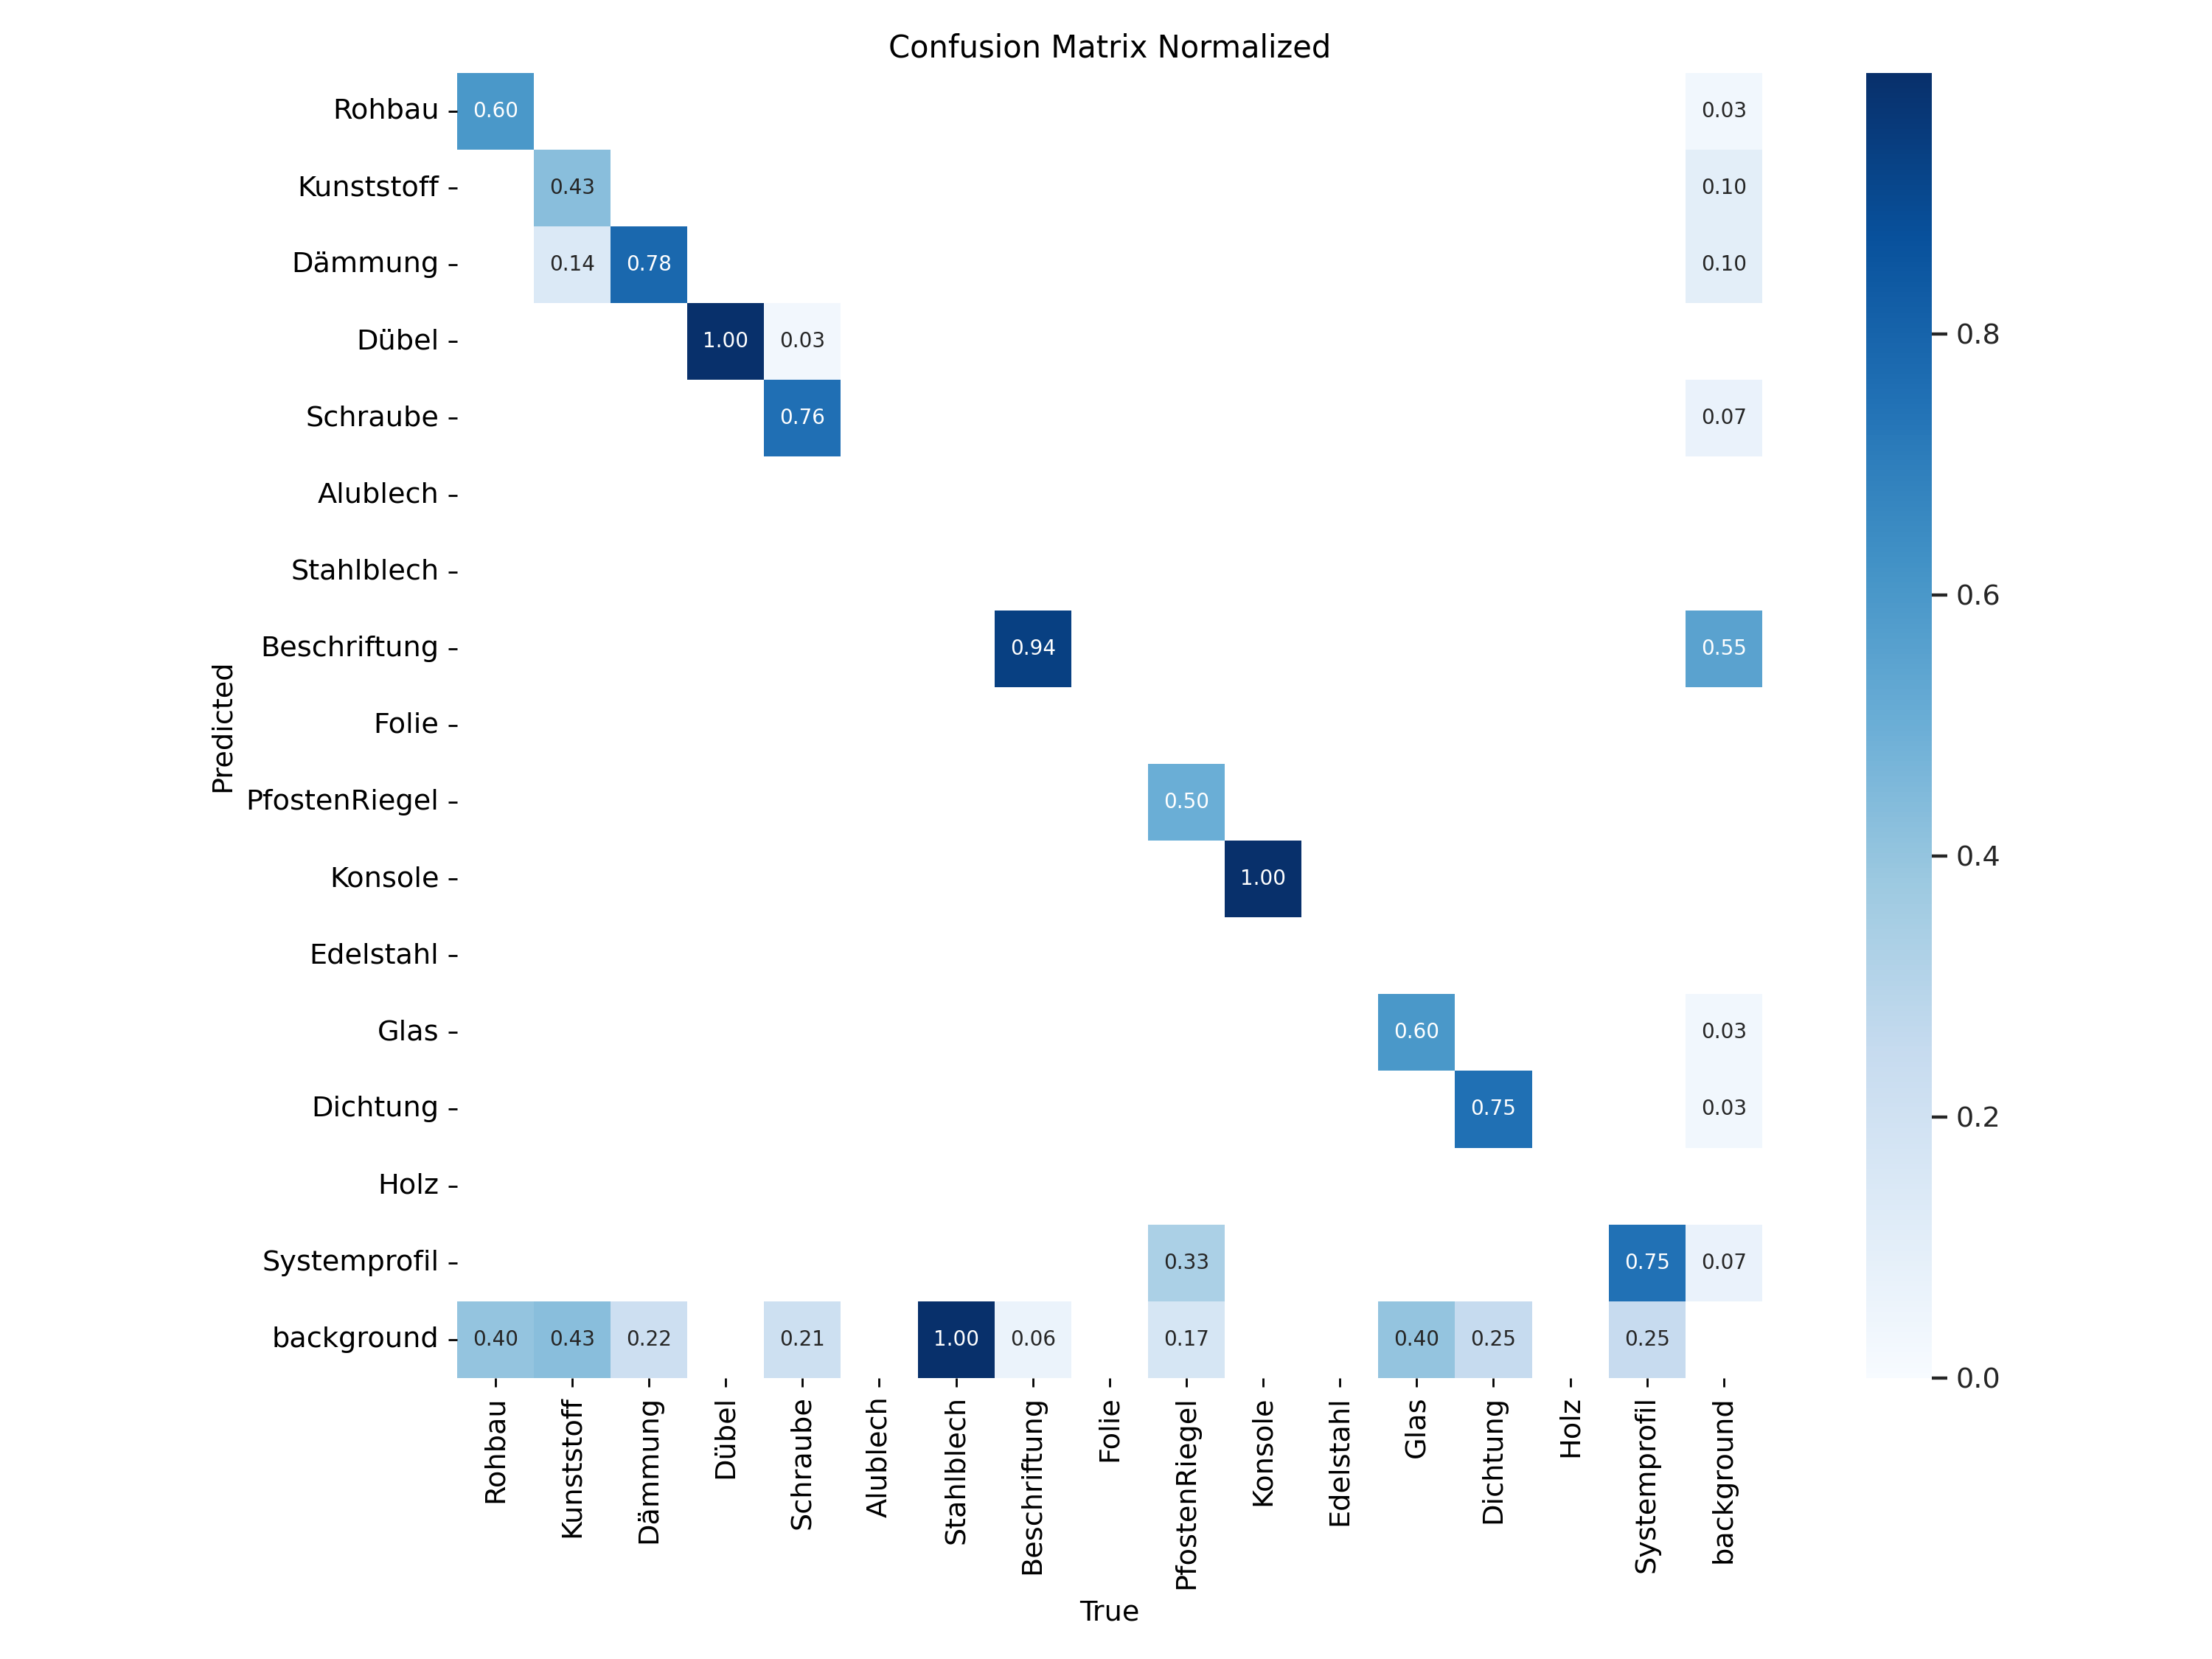 Confusion Matrix Normalized
Rohbau 0.60 0.03
Kunststoff 0.43 0.10
Dämmung 0.14 0.78 0.10
Dübel 1.00 0.03
Schraube 0.76 0.07
Alublech
Stahlblech
Beschriftung 0.94 0.55
Folie
PfostenRiegel 0.50
Konsole 1.00
Edelstahl
Glas 0.60 0.03
Dichtung 0.75 0.03
Holz
Systemprofil 0.33 0.75 0.07
background 0.40 0.43 0.22 0.21 1.00 0.06 0.17 0.40 0.25 0.25
Predicted
Rohbau
Kunststoff
Dämmung
Dübel
Schraube
Alublech
Stahlblech
Beschriftung
Folie
PfostenRiegel
Konsole
Edelstahl
Glas
Dichtung
Holz
Systemprofil
background
True
0.8
0.6
0.4
0.2
0.0